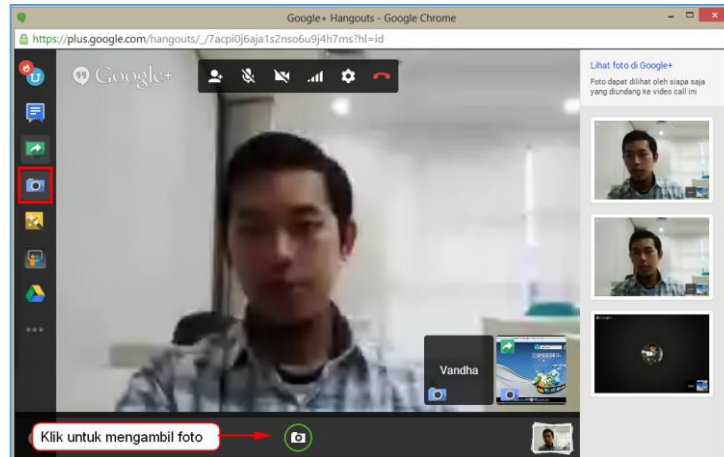 Google+ Hangouts - Google Chrome
https://plus.google.com/hangouts/_/7acpi0j6aja1s2nso6u9j4h7ms?hl=id
Google+
Lihat foto di Google+
Foto dapat dilihat oleh siapa saja
yang diundang ke video call ini
Vandha
Klik untuk mengambil foto